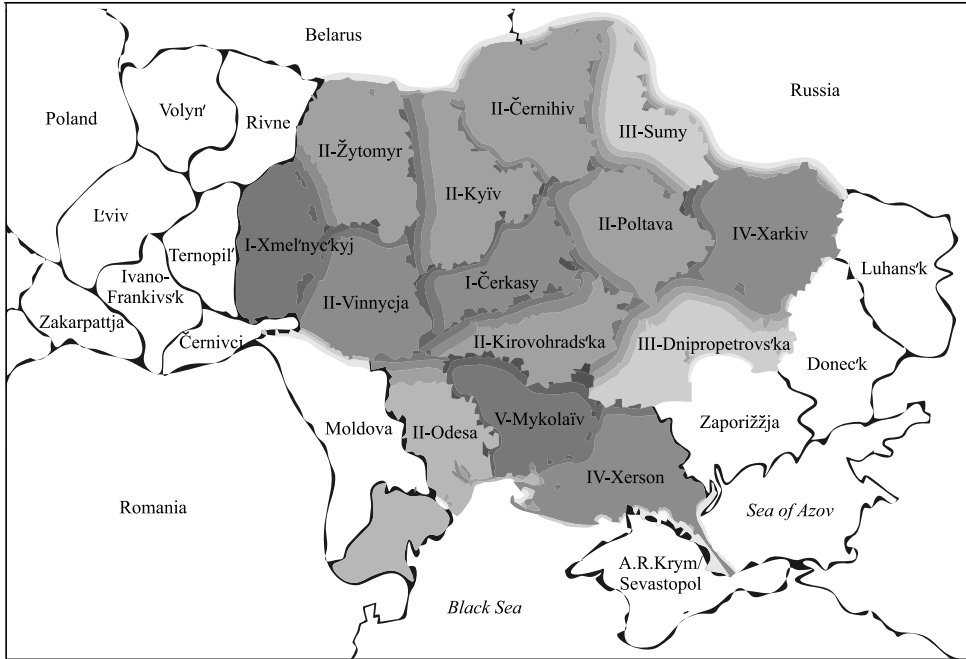 Belarus
Russia
Poland
Volyn′
Rivne
II-Černihiv
III-Sumy
II-Žytomyr
II-Kyïv
L′viv
Ternopil′
I-Xmel′nyc′kyj
II-Poltava
IV-Xarkiv
Luhans′k
Ivano-
Frankivs′k
II-Vinnycja
I-Čerkasy
Zakarpattja
Černivci
II-Kirovohrads′ka
III-Dnipropetrovs′ka
Donec′k
Moldova
II-Odesa
V-Mykolaïv
Zaporižžja
IV-Xerson
Romania
Sea of Azov
A.R.Krym/
Sevastopol
Black Sea